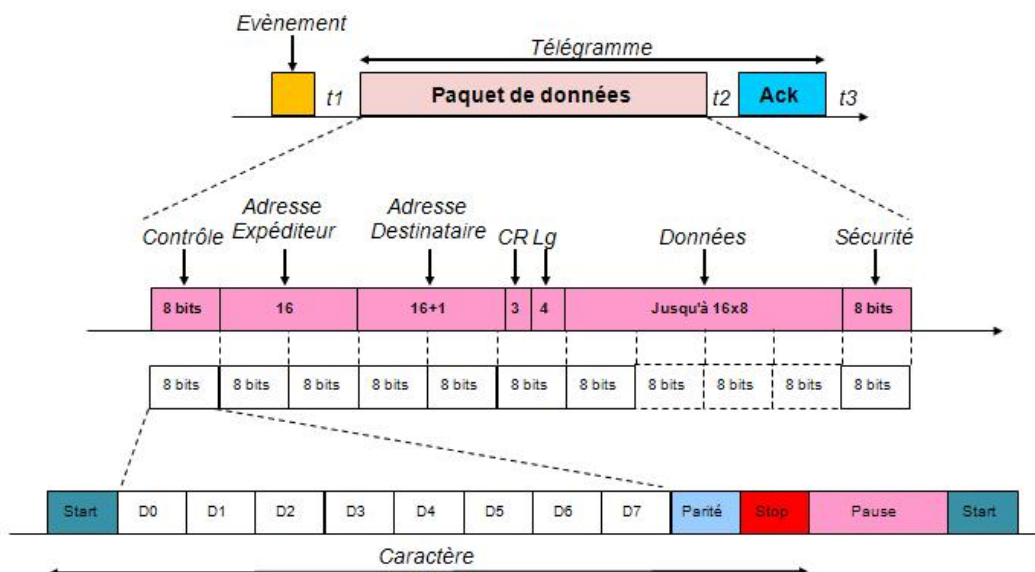 Evènement
Télégramme
t1 Paquet de données t2 Ack t3
Contrôle Adresse Expéditeur Adresse Destinataire CR Lg Données Sécurité
8 bits 16 16+1 3 4 Jusqu'à 16x8 8 bits
8 bits 8 bits 8 bits 8 bits 8 bits 8 bits 8 bits 8 bits 8 bits 8 bits 8 bits
Start D0 D1 D2 D3 D4 D5 D6 D7 Parité Stop Pause Start
Caractère